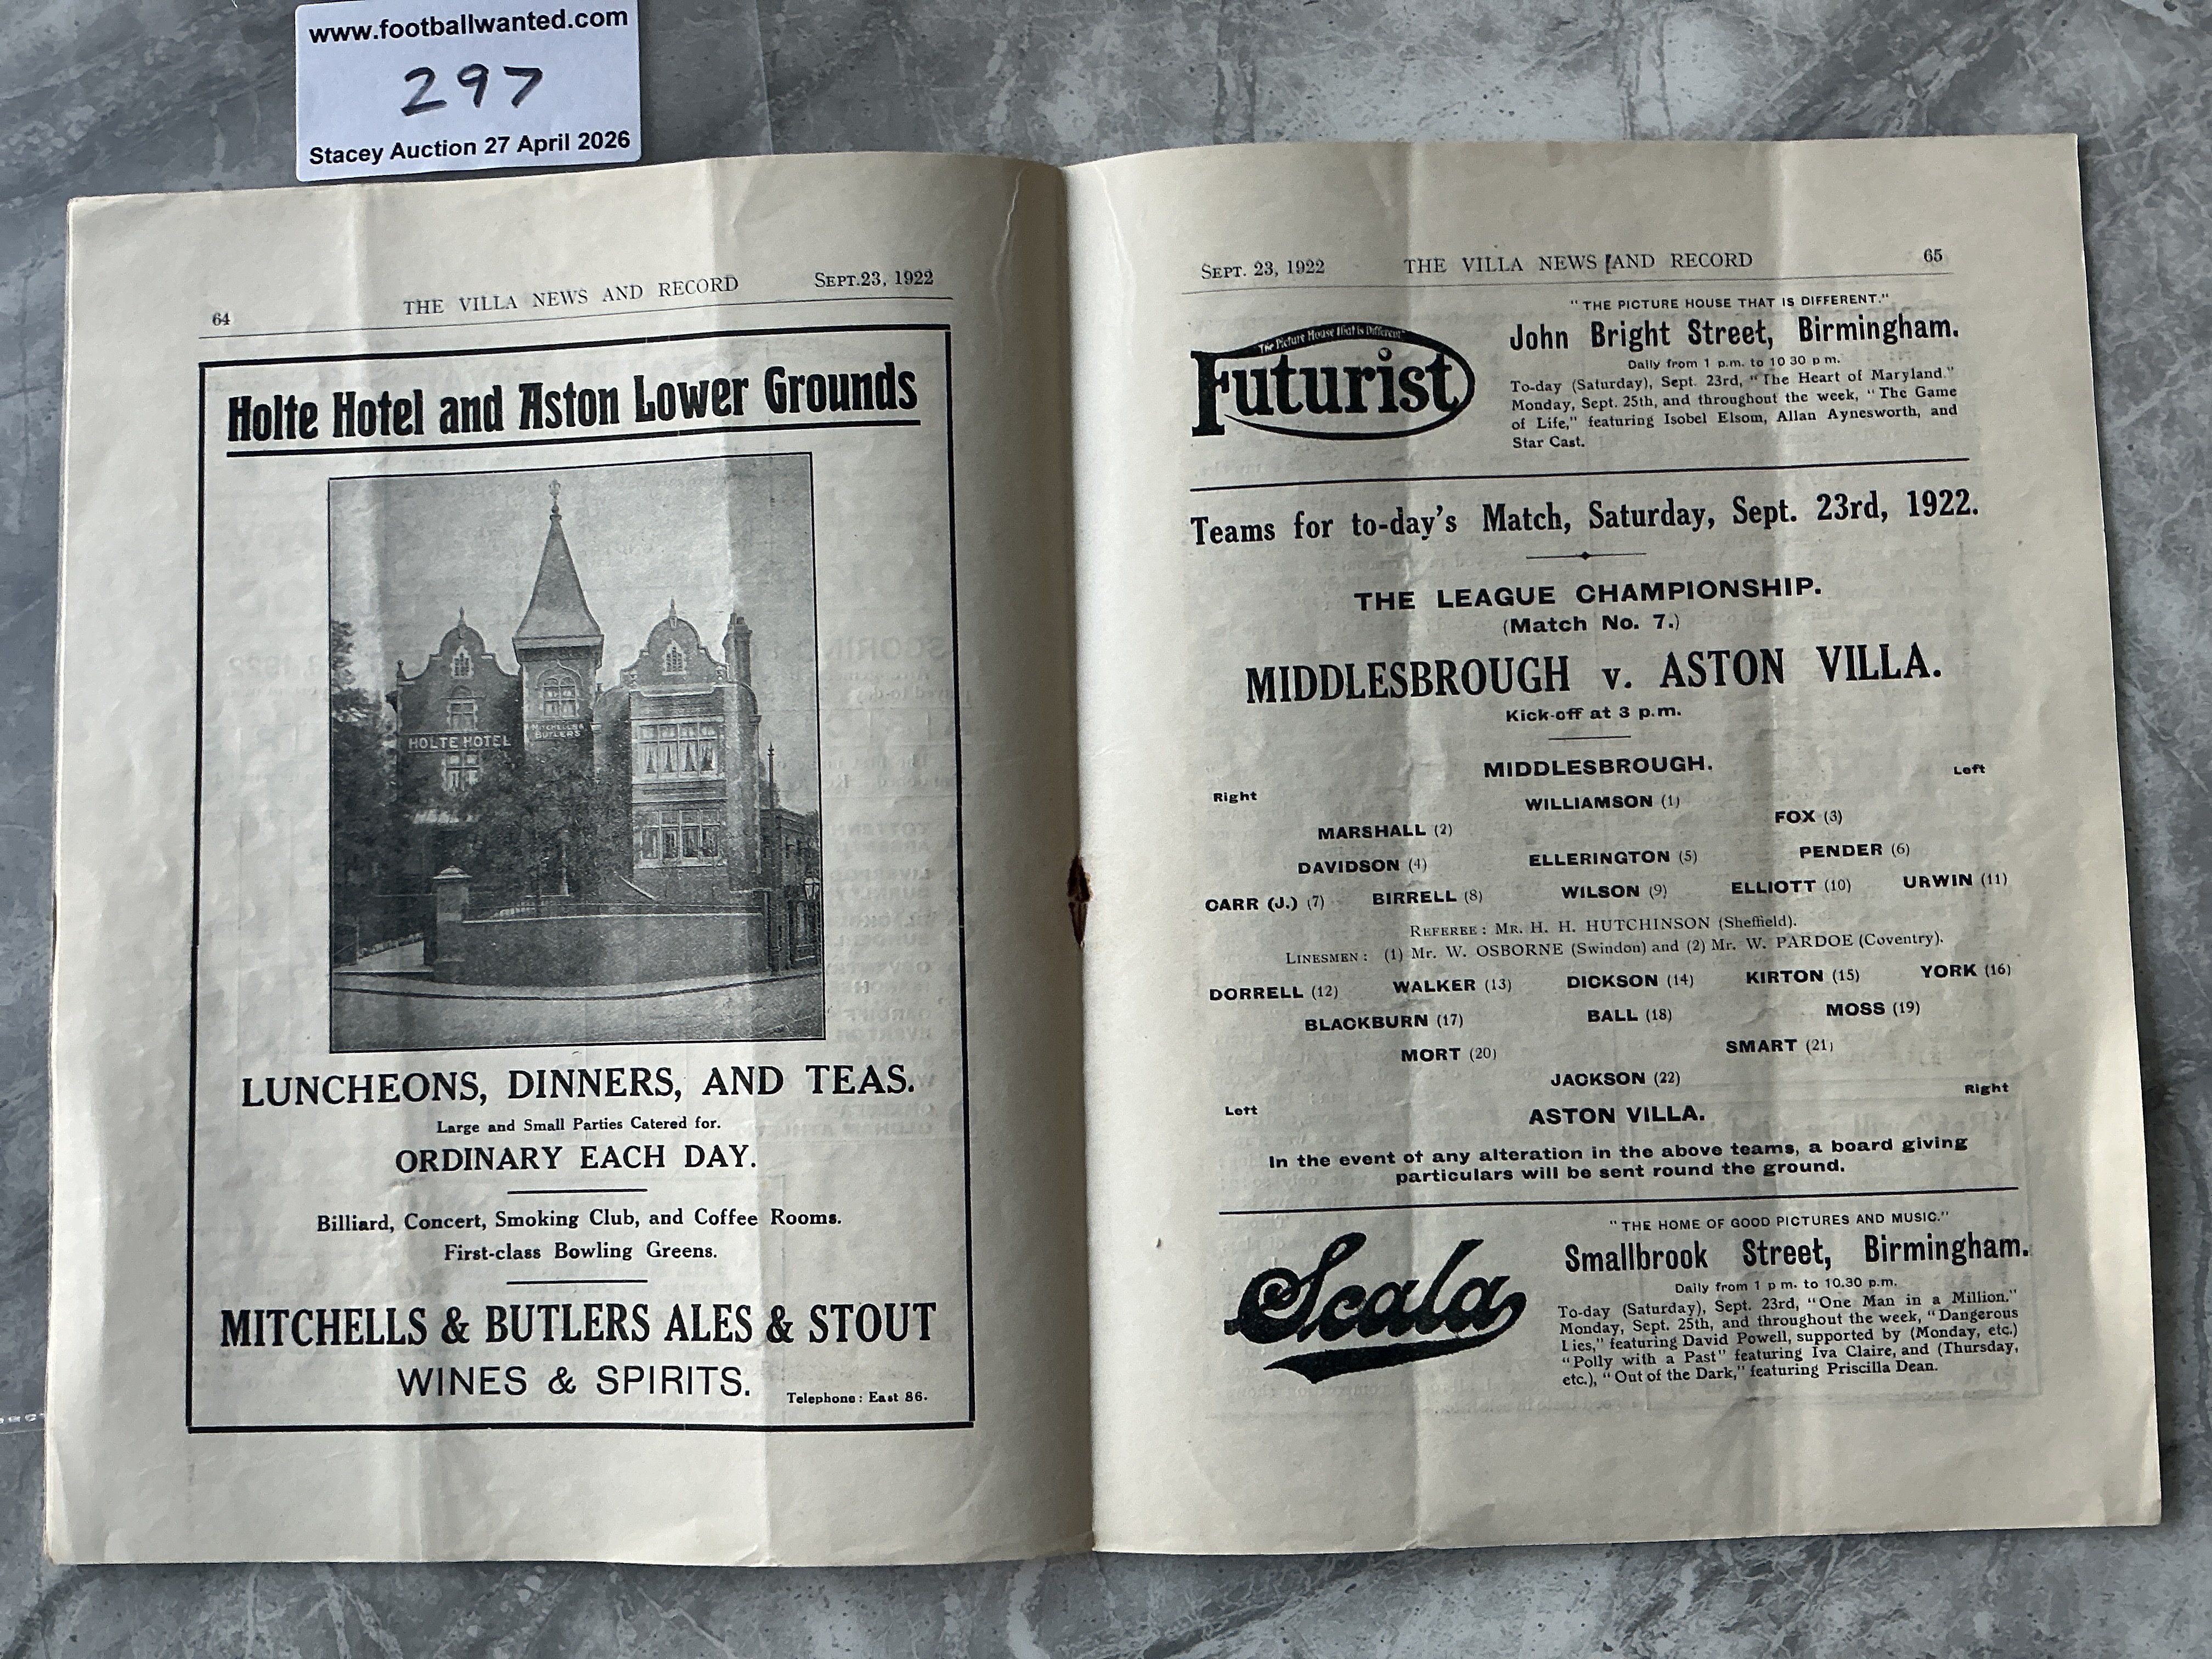 www.footballwanted.com
297
Stacey Auction 27 April 2026
64
THE VILLA NEWS AND RECORD
SEPT.23, 1922
Holte Hotel and Aston Lower Grounds
HOLTE HOTEL
MITCHELLS & BUTLERS
LUNCHEONS, DINNERS, AND TEAS.
Large and Small Parties Catered for.
ORDINARY EACH DAY.
Billiard, Concert, Smoking Club, and Coffee Rooms.
First-class Bowling Greens.
MITCHELLS & BUTLERS ALES & STOUT
WINES & SPIRITS.
Telephone: East 86.
SEPT. 23, 1922 THE VILLA NEWS AND RECORD 65
"The Picture House that is Different"
Futurist
"THE PICTURE HOUSE THAT IS DIFFERENT."
John Bright Street, Birmingham.
Daily from 1 p.m. to 10 30 p m.
To-day (Saturday), Sept. 23rd, "The Heart of Maryland."
Monday, Sept. 25th, and throughout the week, "The Game
of Life," featuring Isobel Elsom, Allan Aynesworth, and
Star Cast.
Teams for to-day's Match, Saturday, Sept. 23rd, 1922.
THE LEAGUE CHAMPIONSHIP.
(Match No. 7.)
MIDDLESBROUGH v. ASTON VILLA.
Kick-off at 3 p.m.
MIDDLESBROUGH.
Right Left
WILLIAMSON (1)
MARSHALL (2) FOX (3)
DAVIDSON (4) ELLERINGTON (5) PENDER (6)
CARR (J.) (7) BIRRELL (8) WILSON (9) ELLIOTT (10) URWIN (11)
REFEREE: MR. H. H. HUTCHINSON (Sheffield).
LINESMEN: (1) Mr. W. OSBORNE (Swindon) and (2) Mr. W. PARDOE (Coventry).
DORRELL (12) WALKER (13) DICKSON (14) KIRTON (15) YORK (16)
BLACKBURN (17) BALL (18) MOSS (19)
MORT (20) SMART (21)
JACKSON (22)
Left Right
ASTON VILLA.
In the event of any alteration in the above teams, a board giving
particulars will be sent round the ground.
Scala
"THE HOME OF GOOD PICTURES AND MUSIC."
Smallbrook Street, Birmingham.
Daily from 1 p m. to 10.30 p.m.
To-day (Saturday), Sept. 23rd, "One Man in a Million."
Monday, Sept. 25th, and throughout the week, "Dangerous
Lies," featuring David Powell, supported by (Monday, etc.)
"Polly with a Past" featuring Iva Claire, and (Thursday,
etc.), "Out of the Dark," featuring Priscilla Dean.